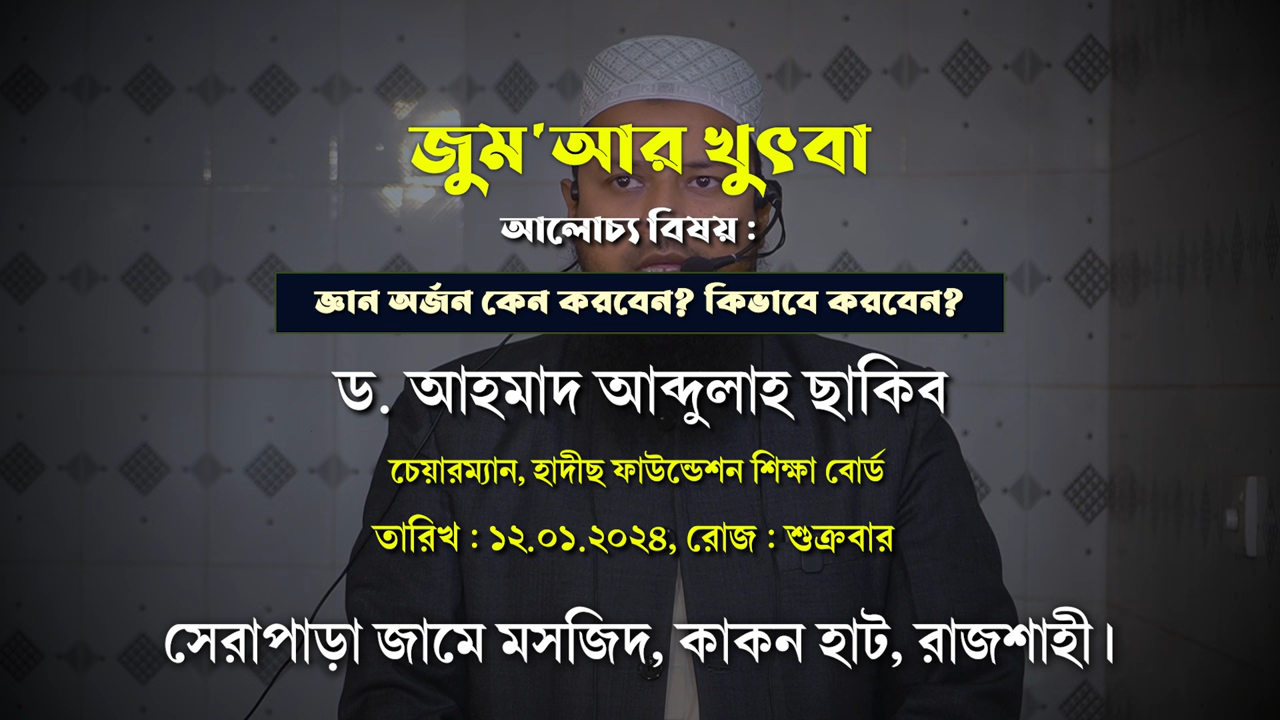 জুম'আর খুৎবা
আলোচ্য বিষয় :
জ্ঞান অর্জন কেন করবেন? কিভাবে করবেন?
ড. আহমাদ আব্দুলাহ ছাকিব
চেয়ারম্যান, হাদীছ ফাউন্ডেশন শিক্ষা বোর্ড
তারিখ : ১২.০১.২০২৪, রোজ : শুক্রবার
সেরাপাড়া জামে মসজিদ, কাকন হাট, রাজশাহী।